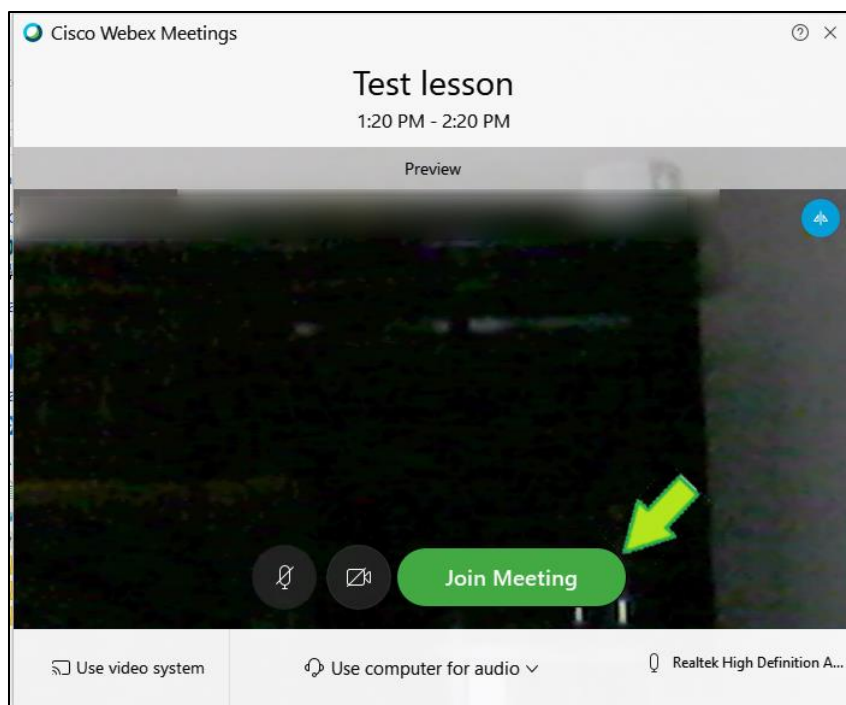 Cisco Webex Meetings
Test lesson
1:20 PM - 2:20 PM
Preview
Join Meeting
Use video system
Use computer for audio
Realtek High Definition A...